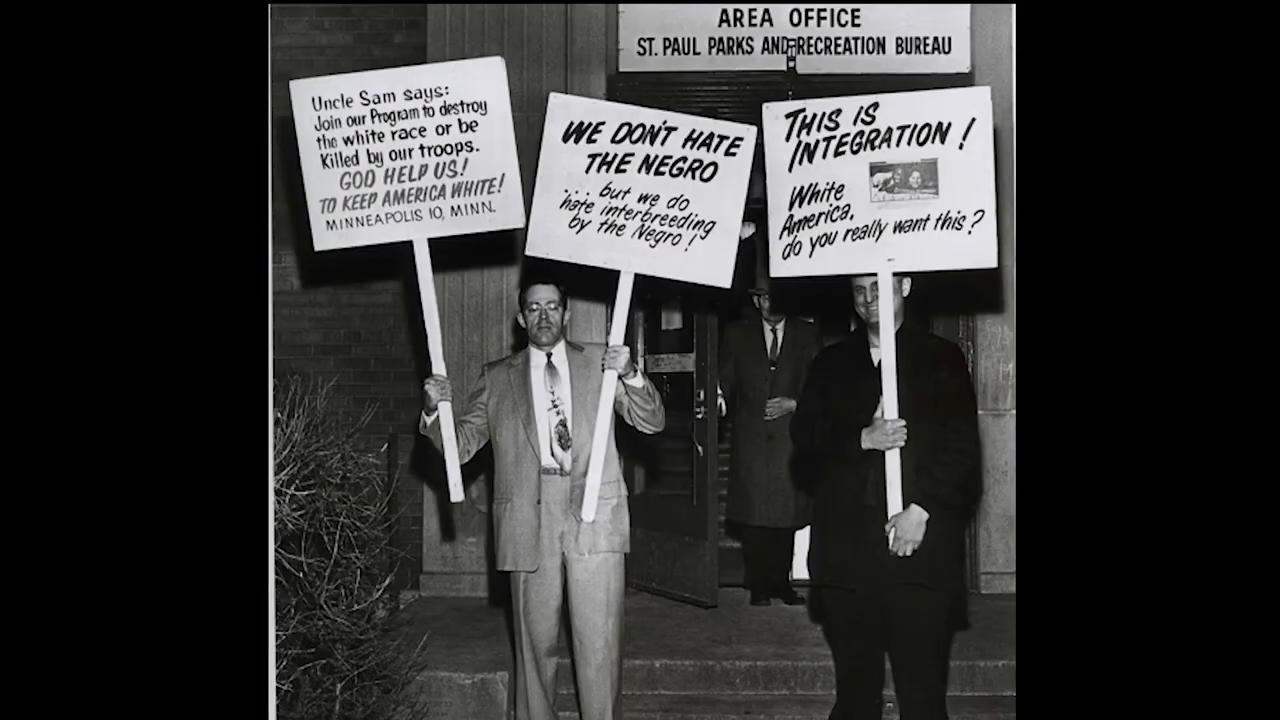 AREA OFFICE
ST. PAUL PARKS AND RECREATION BUREAU
Uncle Sam says:
Join our Program to destroy
the white race or be
Killed by our troops.
GOD HELP US!
TO KEEP AMERICA WHITE!
MINNEAPOLIS 10, MINN.
WE DON'T HATE
THE NEGRO
... but we do
hate interbreeding
by the Negro!
THIS IS
INTEGRATION!
White
America,
do you really want this?